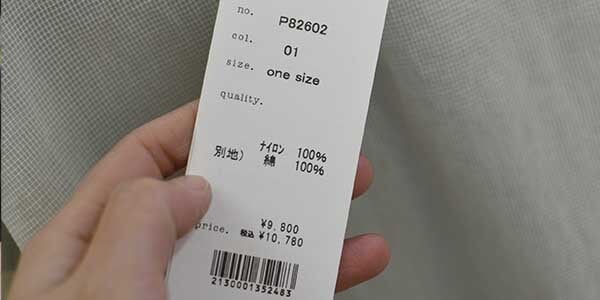 no. P82602
col. 01
size. one size
quality.
ナイロン 100%
別地) 綿 100%
¥9,800
price. 税込 ¥10,780
2130001352483